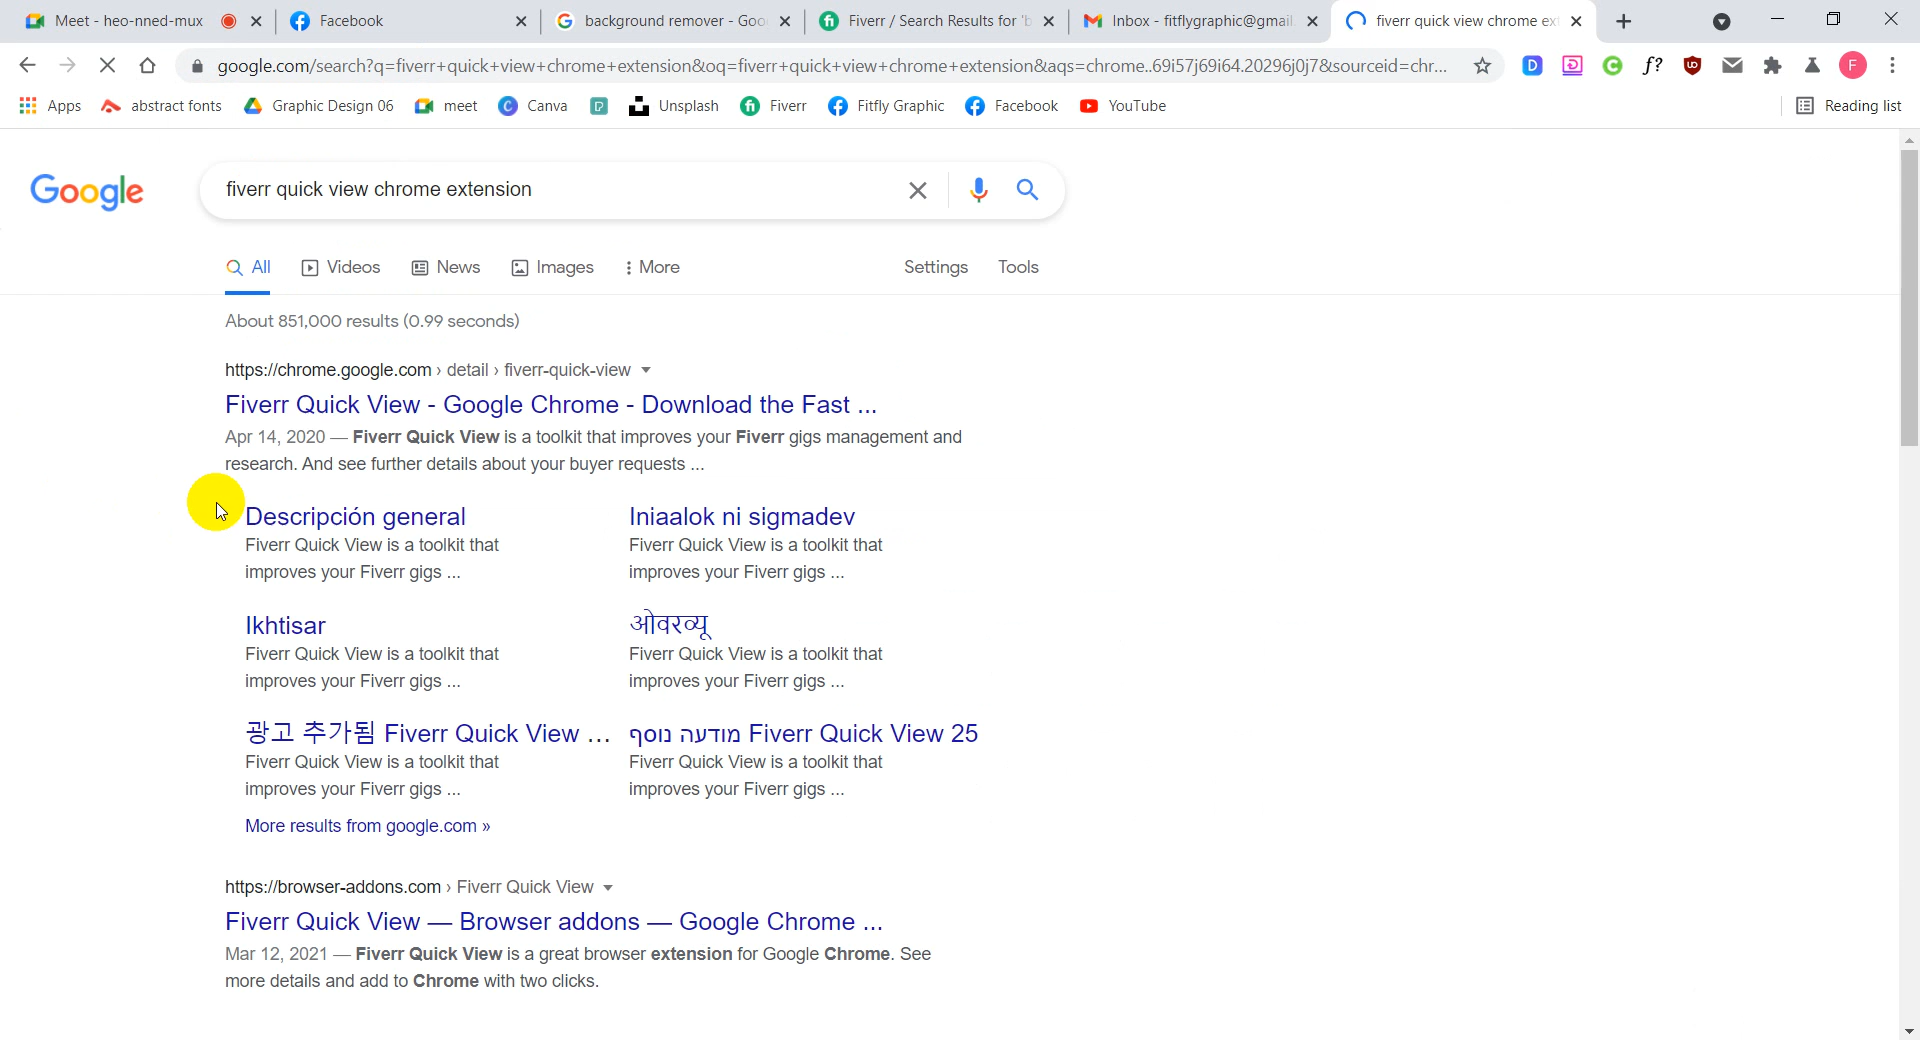 Meet - heo-nned-mux
Facebook
background remover - Goo
Fiverr / Search Results for 'b
Inbox - fitflygraphic@gmail.
fiverr quick view chrome ex
google.com/search?q=fiverr+quick+view+chrome+extension&oq=fiverr+quick+view+chrome+extension&aqs=chrome..69i57j69i64.20296j0j7&sourceid=chr...
D
f?
F
Apps abstract fonts Graphic Design 06 meet Canva Unsplash Fiverr Fitfly Graphic Facebook YouTube Reading list
Google
fiverr quick view chrome extension
All Videos News Images More Settings Tools
About 851,000 results (0.99 seconds)
https://chrome.google.com › detail › fiverr-quick-view
Fiverr Quick View - Google Chrome - Download the Fast ...
Apr 14, 2020 — Fiverr Quick View is a toolkit that improves your Fiverr gigs management and
research. And see further details about your buyer requests ...
Descripción general
Fiverr Quick View is a toolkit that
improves your Fiverr gigs ...
Iniaalok ni sigmadev
Fiverr Quick View is a toolkit that
improves your Fiverr gigs ...
Ikhtisar
Fiverr Quick View is a toolkit that
improves your Fiverr gigs ...
ओवरव्यू
Fiverr Quick View is a toolkit that
improves your Fiverr gigs ...
광고 추가됨 Fiverr Quick View ...
Fiverr Quick View is a toolkit that
improves your Fiverr gigs ...
מודעה נוסף Fiverr Quick View 25
Fiverr Quick View is a toolkit that
improves your Fiverr gigs ...
More results from google.com »
https://browser-addons.com › Fiverr Quick View
Fiverr Quick View — Browser addons — Google Chrome ...
Mar 12, 2021 — Fiverr Quick View is a great browser extension for Google Chrome. See
more details and add to Chrome with two clicks.